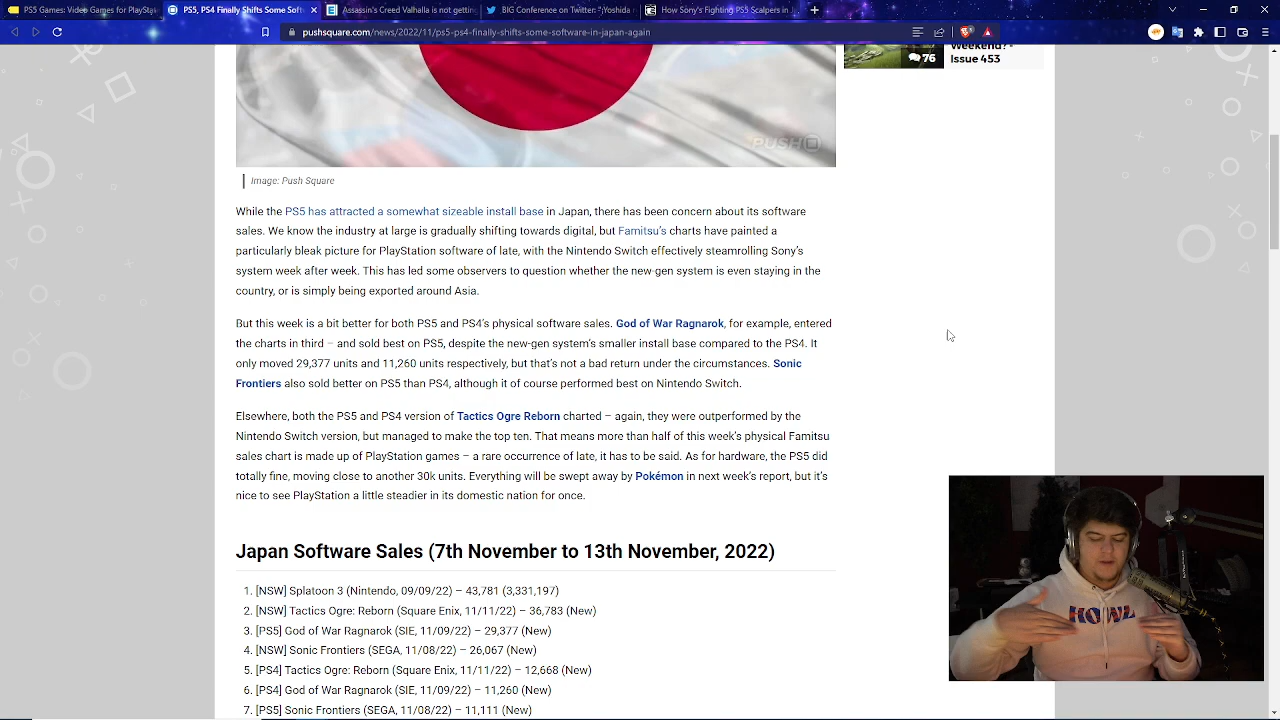 PS5 Games: Video Games for PlaySta
PS5, PS4 Finally Shifts Some Softw
Assassin's Creed Valhalla is not gettin
BIG Conference on Twitter: "¡Yoshida
How Sony's Fighting PS5 Scalpers in J
pushsquare.com/news/2022/11/ps5-ps4-finally-shifts-some-software-in-japan-again
Weekend? -
Issue 453
76
PUSH
Image: Push Square
While the PS5 has attracted a somewhat sizeable install base in Japan, there has been concern about its software
sales. We know the industry at large is gradually shifting towards digital, but Famitsu's charts have painted a
particularly bleak picture for PlayStation software of late, with the Nintendo Switch effectively steamrolling Sony's
system week after week. This has led some observers to question whether the new-gen system is even staying in the
country, or is simply being exported around Asia.
But this week is a bit better for both PS5 and PS4's physical software sales. God of War Ragnarok, for example, entered
the charts in third – and sold best on PS5, despite the new-gen system's smaller install base compared to the PS4. It
only moved 29,377 units and 11,260 units respectively, but that's not a bad return under the circumstances. Sonic
Frontiers also sold better on PS5 than PS4, although it of course performed best on Nintendo Switch.
Elsewhere, both the PS5 and PS4 version of Tactics Ogre Reborn charted – again, they were outperformed by the
Nintendo Switch version, but managed to make the top ten. That means more than half of this week's physical Famitsu
sales chart is made up of PlayStation games – a rare occurrence of late, it has to be said. As for hardware, the PS5 did
totally fine, moving close to another 30k units. Everything will be swept away by Pokémon in next week's report, but it's
nice to see PlayStation a little steadier in its domestic nation for once.
Japan Software Sales (7th November to 13th November, 2022)
1. [NSW] Splatoon 3 (Nintendo, 09/09/22) – 43,781 (3,331,197)
2. [NSW] Tactics Ogre: Reborn (Square Enix, 11/11/22) – 36,783 (New)
3. [PS5] God of War Ragnarok (SIE, 11/09/22) – 29,377 (New)
4. [NSW] Sonic Frontiers (SEGA, 11/08/22) – 26,067 (New)
5. [PS4] Tactics Ogre: Reborn (Square Enix, 11/11/22) – 12,668 (New)
6. [PS4] God of War Ragnarok (SIE, 11/09/22) – 11,260 (New)
7. [PS5] Sonic Frontiers (SEGA, 11/08/22) – 11,111 (New)